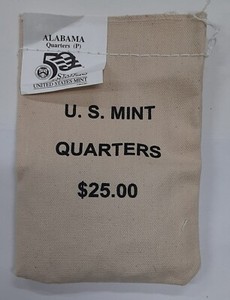 ALABAMA
Quarters (P)
50
STATES
UNITED STATES MINT
U. S. MINT
QUARTERS
$25.00